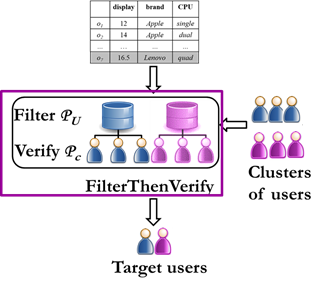 display brand CPU
o₁ 12 Apple single
o₂ 14 Apple dual
... ... ... ...
16.5 Lenovo quad
Filter 𝒫U
Verify 𝒫c
FilterThenVerify
Clusters
of users
Target users